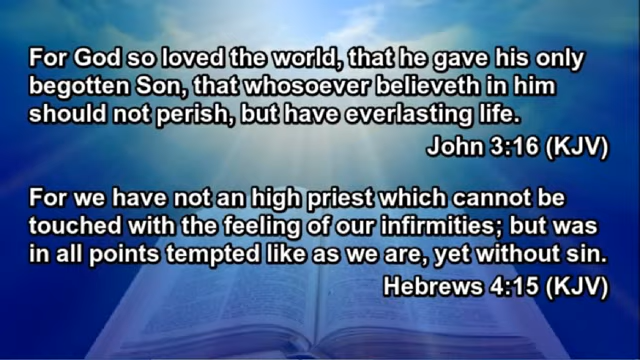 For God so loved the world, that he gave his only
begotten Son, that whosoever believeth in him
should not perish, but have everlasting life.
John 3:16 (KJV)
For we have not an high priest which cannot be
touched with the feeling of our infirmities; but was
in all points tempted like as we are, yet without sin.
Hebrews 4:15 (KJV)